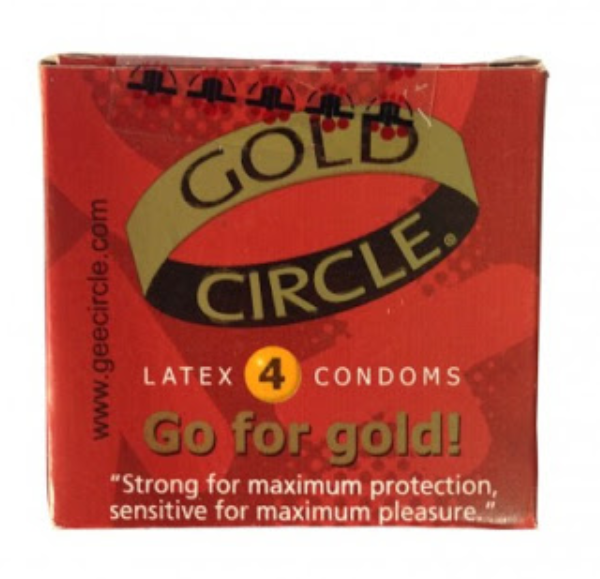 GOLD
CIRCLE®
www.geecircle.com
LATEX 4 CONDOMS
Go for gold!
"Strong for maximum protection,
sensitive for maximum pleasure."